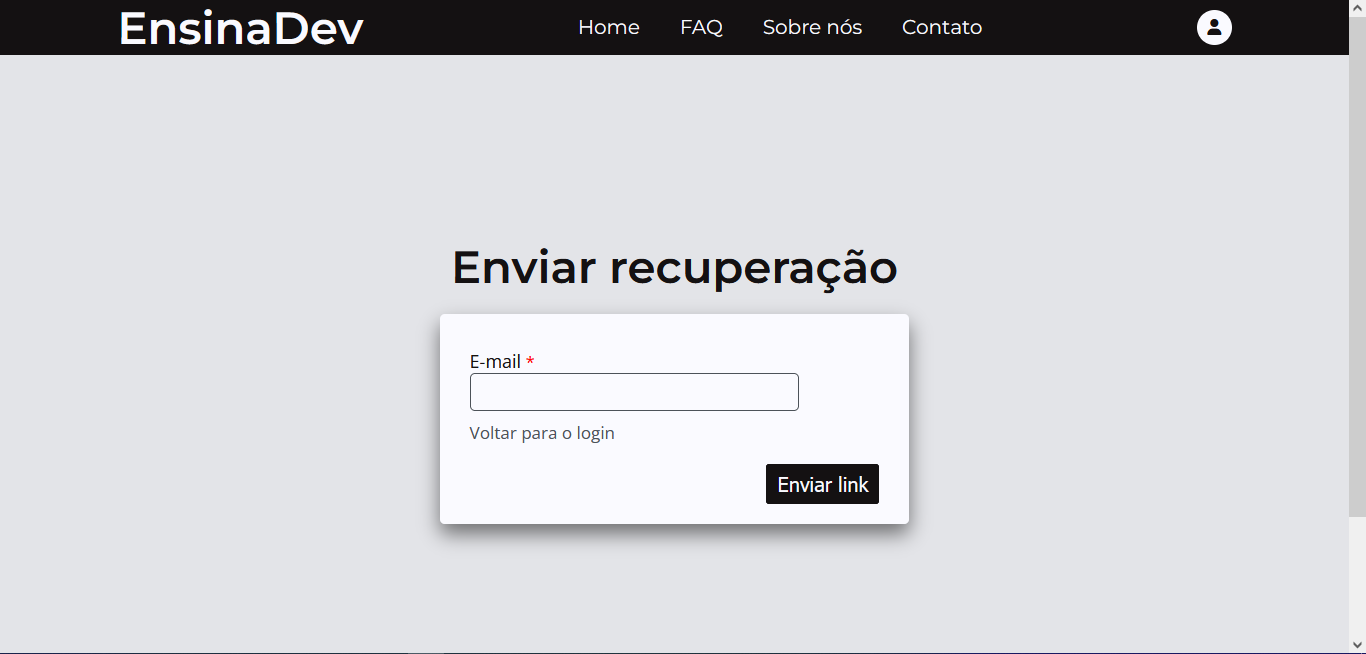 EnsinaDev
Home FAQ Sobre nós Contato
Enviar recuperação
E-mail *
Voltar para o login
Enviar link